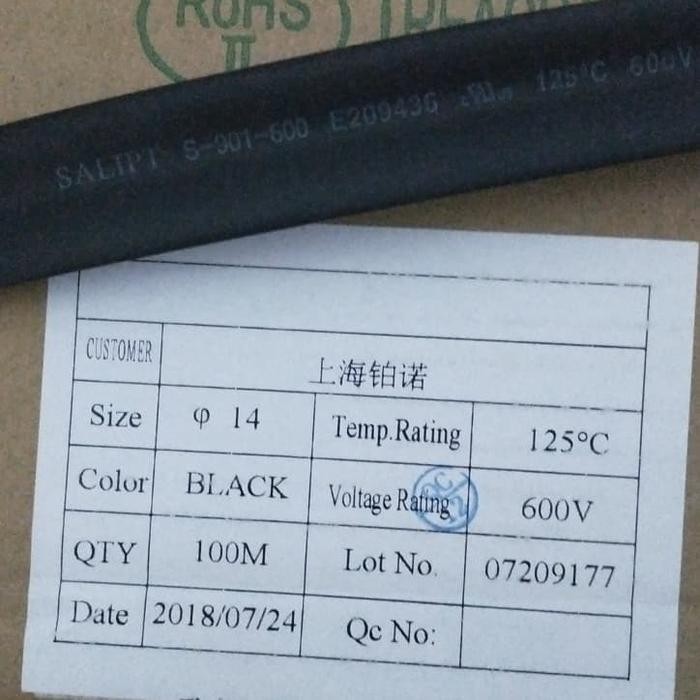 RoHS
II
SALIPT S-901-600 E209436 125°C 600V
CUSTOMER 上海铂诺
Size φ 14 Temp.Rating 125°C
Color BLACK Voltage Rating 600V
QTY 100M Lot No. 07209177
Date 2018/07/24 Qc No: